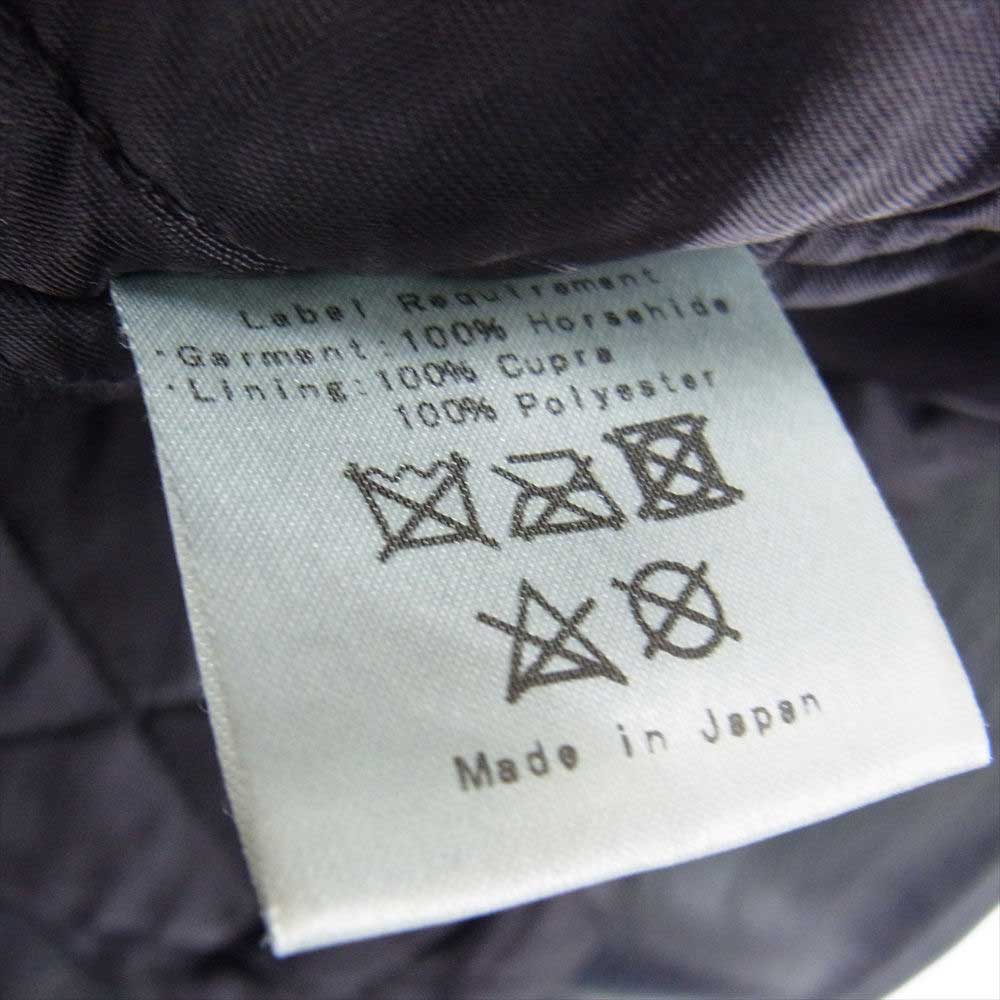 Label Requirement
・Garment:100% Horsehide
・Lining:100% Cupra
100% Polyester
Made in Japan